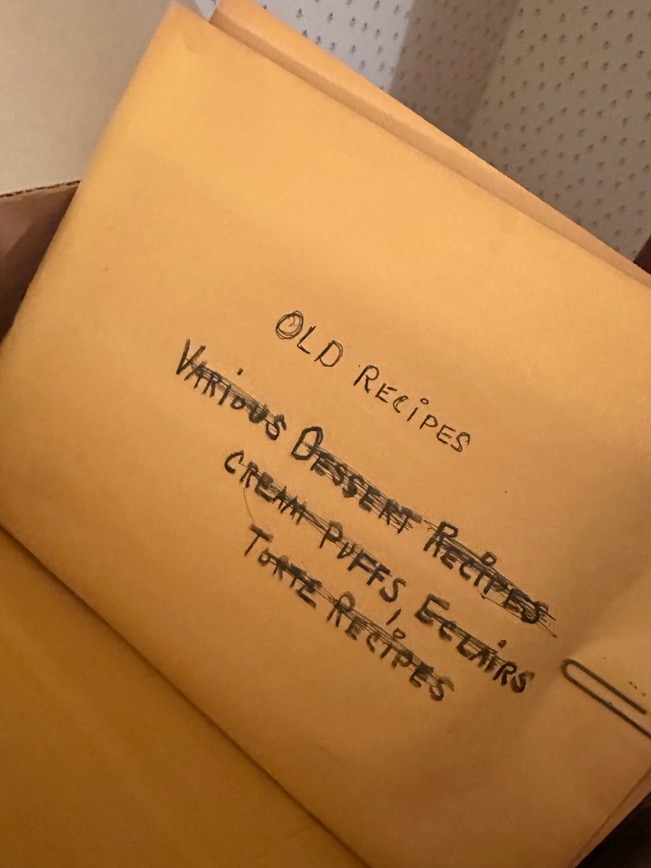 OLD RECIPES
VARIOUS DESSERT RECIPES
CREAM PUFFS, ECLAIRS
TORTE RECIPES